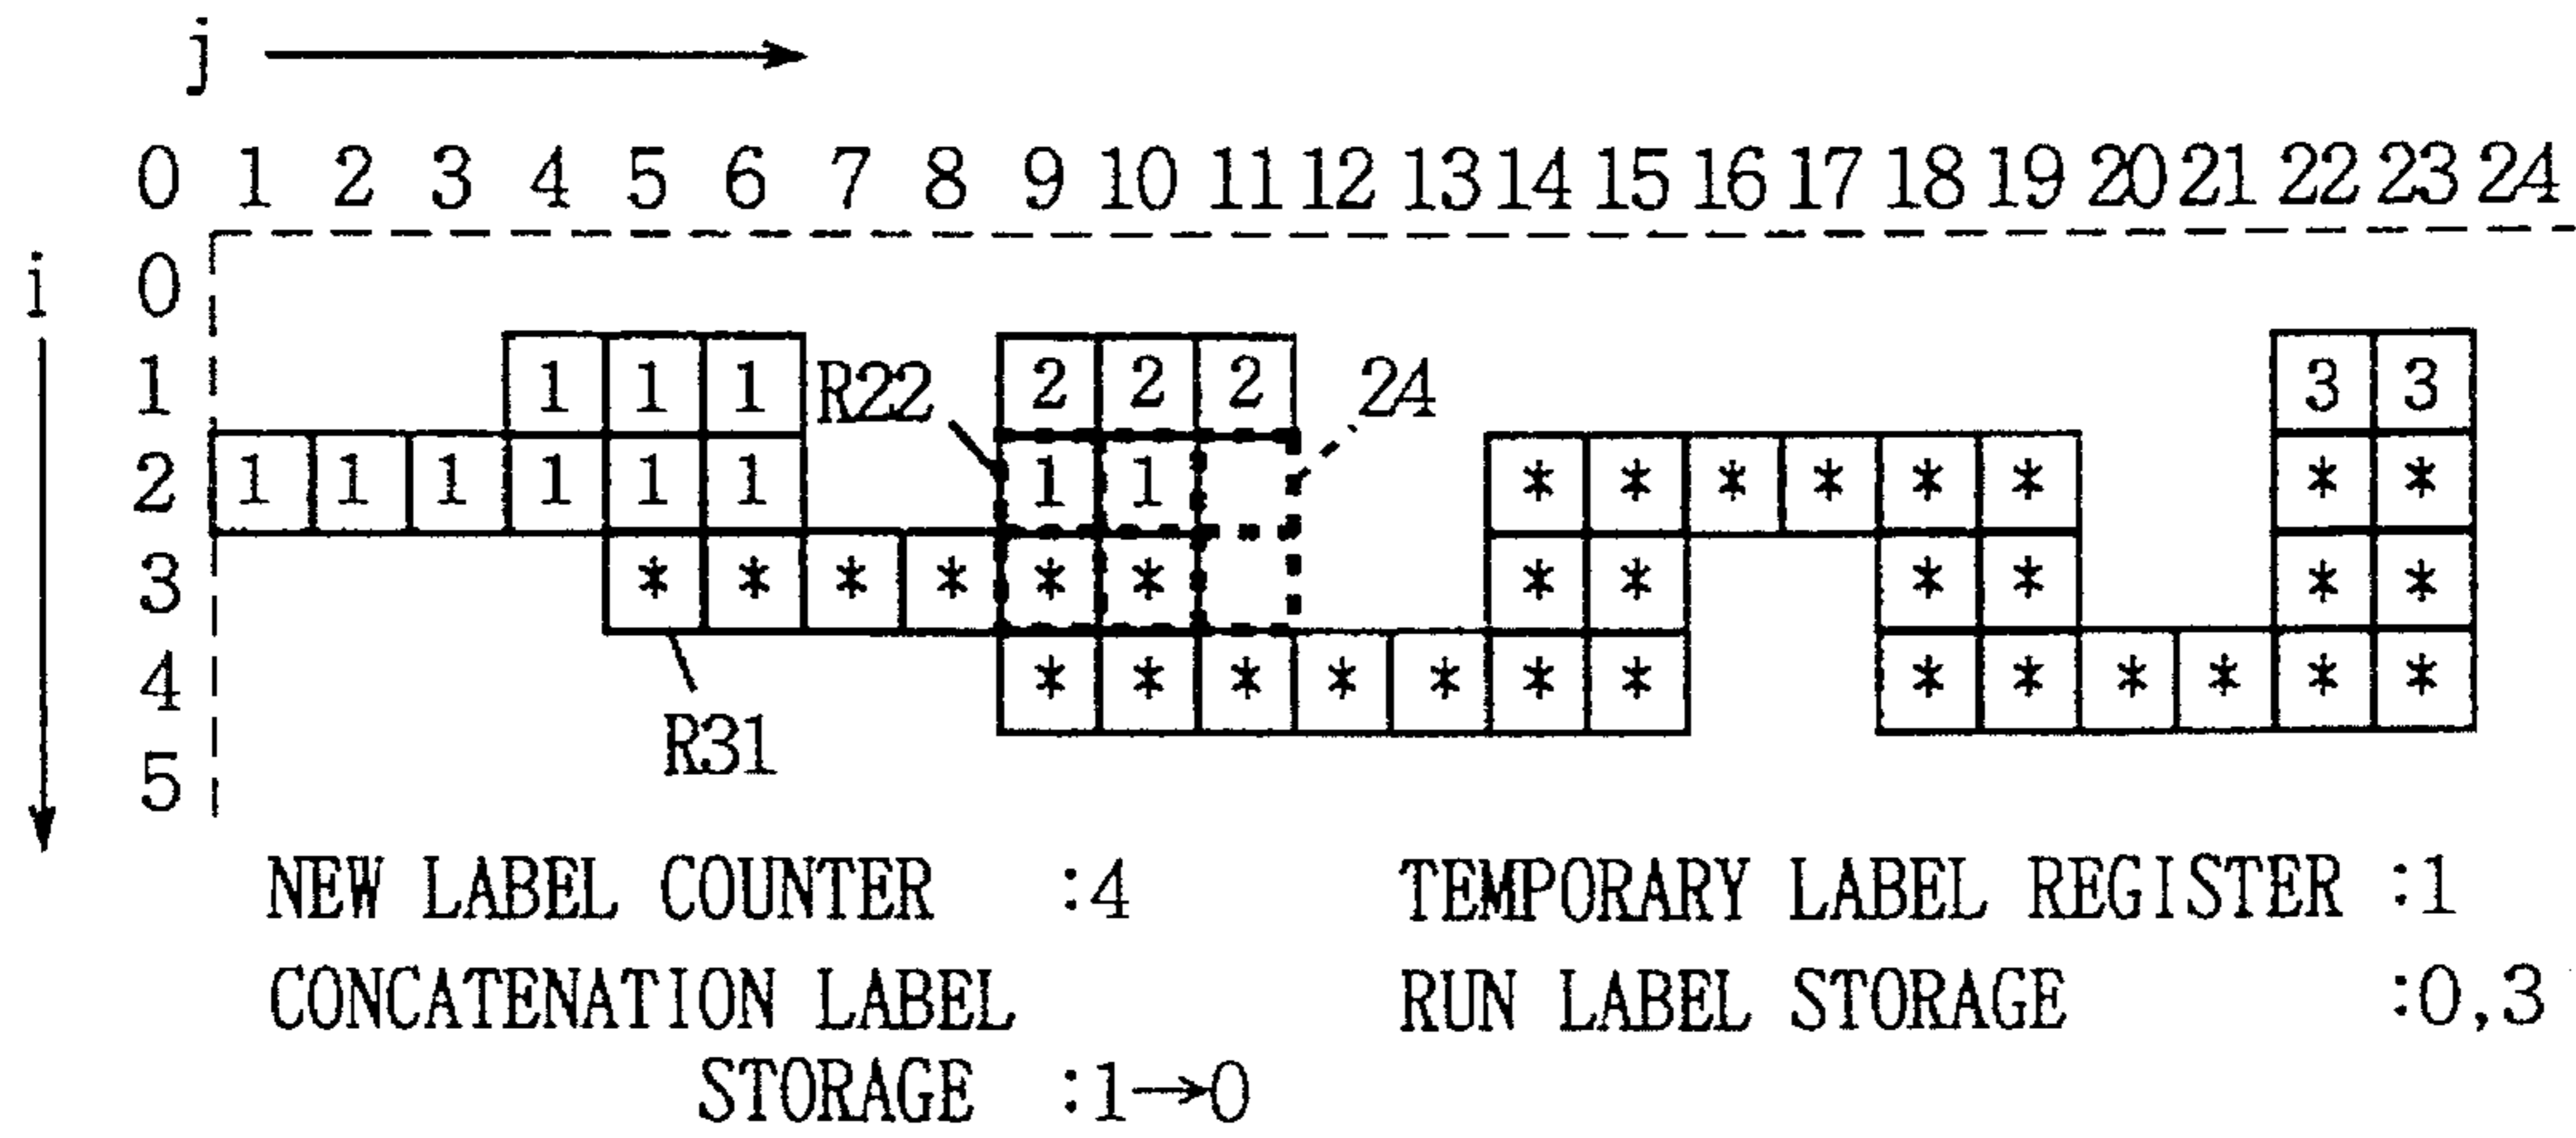 j
0 1 2 3 4 5 6 7 8 9 10 11 12 13 14 15 16 17 18 19 20 21 22 23 24
i 0
1 1 1 1 R22 2 2 2 24 3 3
2 1 1 1 1 1 1 1 1 * * * * * * * *
3 * * * * * * * * * * * *
4 * * * * * * * * * * * * *
R31
5
NEW LABEL COUNTER :4 TEMPORARY LABEL REGISTER :1
CONCATENATION LABEL RUN LABEL STORAGE :0,3
STORAGE :1→0